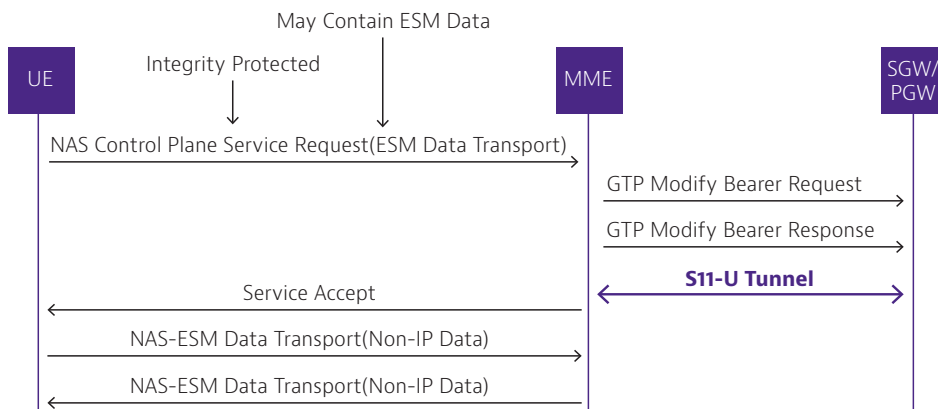 May Contain ESM Data
Integrity Protected
UE
MME
SGW/
PGW
NAS Control Plane Service Request(ESM Data Transport)
GTP Modify Bearer Request
GTP Modify Bearer Response
S11-U Tunnel
Service Accept
NAS-ESM Data Transport(Non-IP Data)
NAS-ESM Data Transport(Non-IP Data)